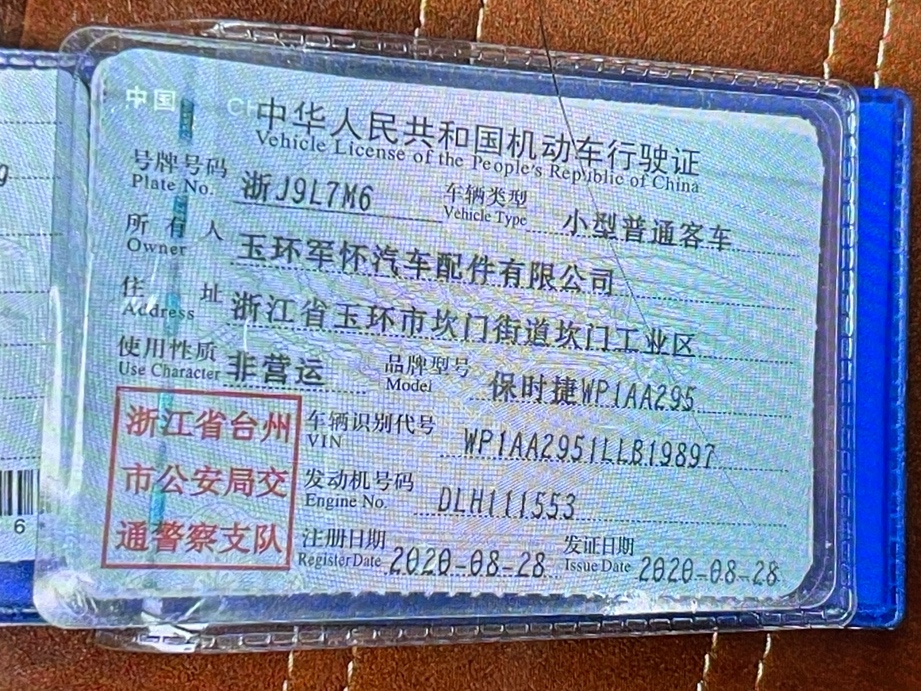 中国 CH
中华人民共和国机动车行驶证
Vehicle License of the People's Republic of China
号牌号码 浙J9L7M6 车辆类型 小型普通客车
Plate No. Vehicle Type
所有人 玉环军怀汽车配件有限公司
Owner
住址 浙江省玉环市坎门街道坎门工业区
Address
使用性质 非营运 品牌型号 保时捷WP1AA295
Use Character Model
浙江省台州
市公安局交
通警察支队
车辆识别代号 WP1AA2951LLB19897
VIN
发动机号码 DLH111553
Engine No.
注册日期 2020-08-28 发证日期 2020-08-28
Register Date Issue Date
6